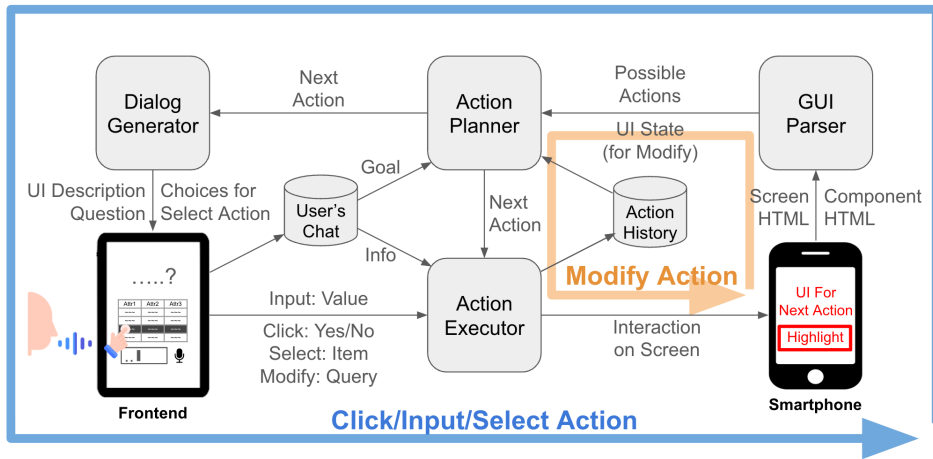 Dialog
Generator
Next
Action
Action
Planner
Possible
Actions
GUI
Parser
UI State
(for Modify)
UI Description
Question
Choices for
Select Action
Goal
User's
Chat
Info
Next
Action
Action
History
Screen
HTML
Component
HTML
.....?
Attr1 Attr2 Attr3
Modify Action
Input: Value
Click: Yes/No
Select: Item
Modify: Query
Action
Executor
Interaction
on Screen
UI For
Next Action
Highlight
Frontend
Smartphone
Click/Input/Select Action